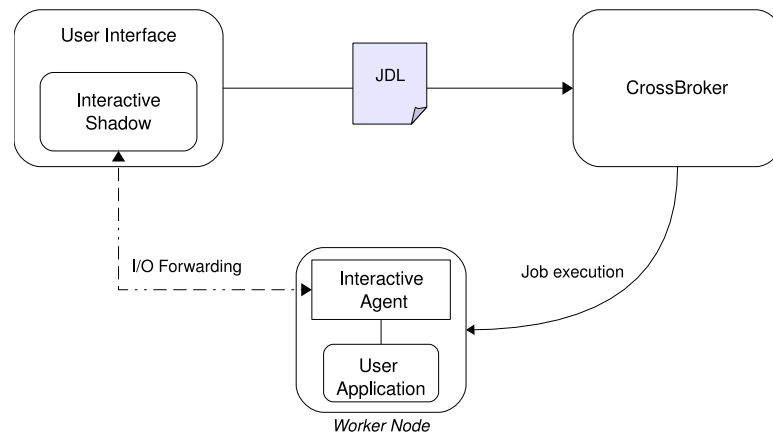 User Interface
Interactive
Shadow
JDL
CrossBroker
I/O Forwarding
Interactive
Agent
Job execution
User
Application
Worker Node